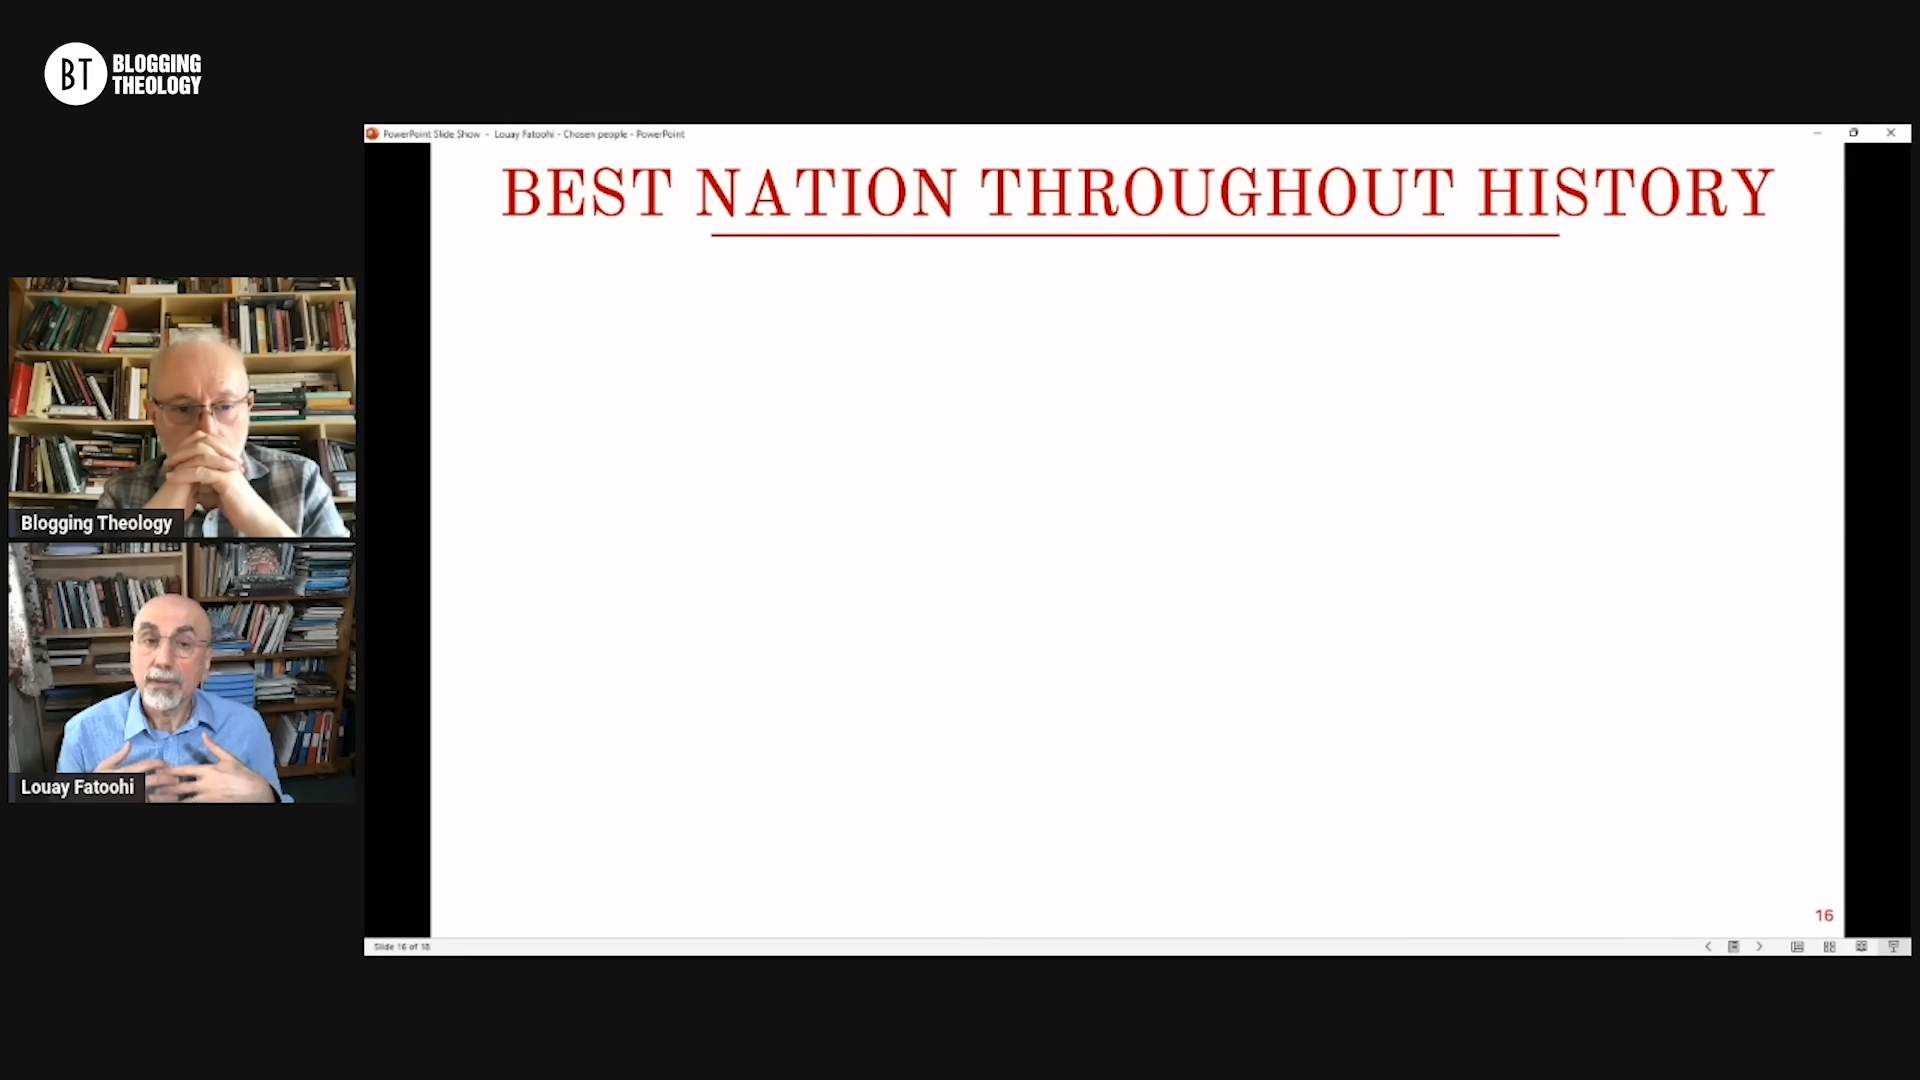 BT BLOGGING
THEOLOGY
PowerPoint Slide Show - Louay Fatoohi - Chosen people - PowerPoint
BEST NATION THROUGHOUT HISTORY
Blogging Theology
Louay Fatoohi
16
Slide 16 of 18